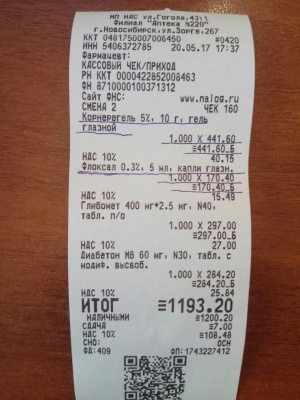 МП НАС ул.Гоголя.43\1
Филиал "Аптека №220"
г.Новосибирск,ул.Зорге,267
ККТ 0481750007006450 #0420
ИНН 5406372785 20.05.17 17:37
Фармацевт:
КАССОВЫЙ ЧЕК/ПРИХОД
РН ККТ 0000422852008463
ФН 8710000100371312
Сайт ФНС: www.nalog.ru
СМЕНА 2 ЧЕК 160
Корнергель 5%, 10 г, гель
глазной
1.000 X 441.60
≡441.60_Б
НДС 10% 40.15
Флоксал 0.3%, 5 мл, капли глазн.
1.000 X 170.40
≡170.40_Б
НДС 10% 15.49
Глибомет 400 мг+2.5 мг, N40,
табл. п/о
1.000 X 297.00
≡297.00_Б
НДС 10% 27.00
Диабетон МВ 60 мг, N30, табл. с
модиф. высвоб.
1.000 X 284.20
≡284.20_Б
НДС 10% 25.84
ИТОГ ≡1193.20
НАЛИЧНЫМИ ≡1200.20
СДАЧА ≡7.00
НДС 10% ≡108.48
СНО: ОСН
ФД:409 ФП:1743227412